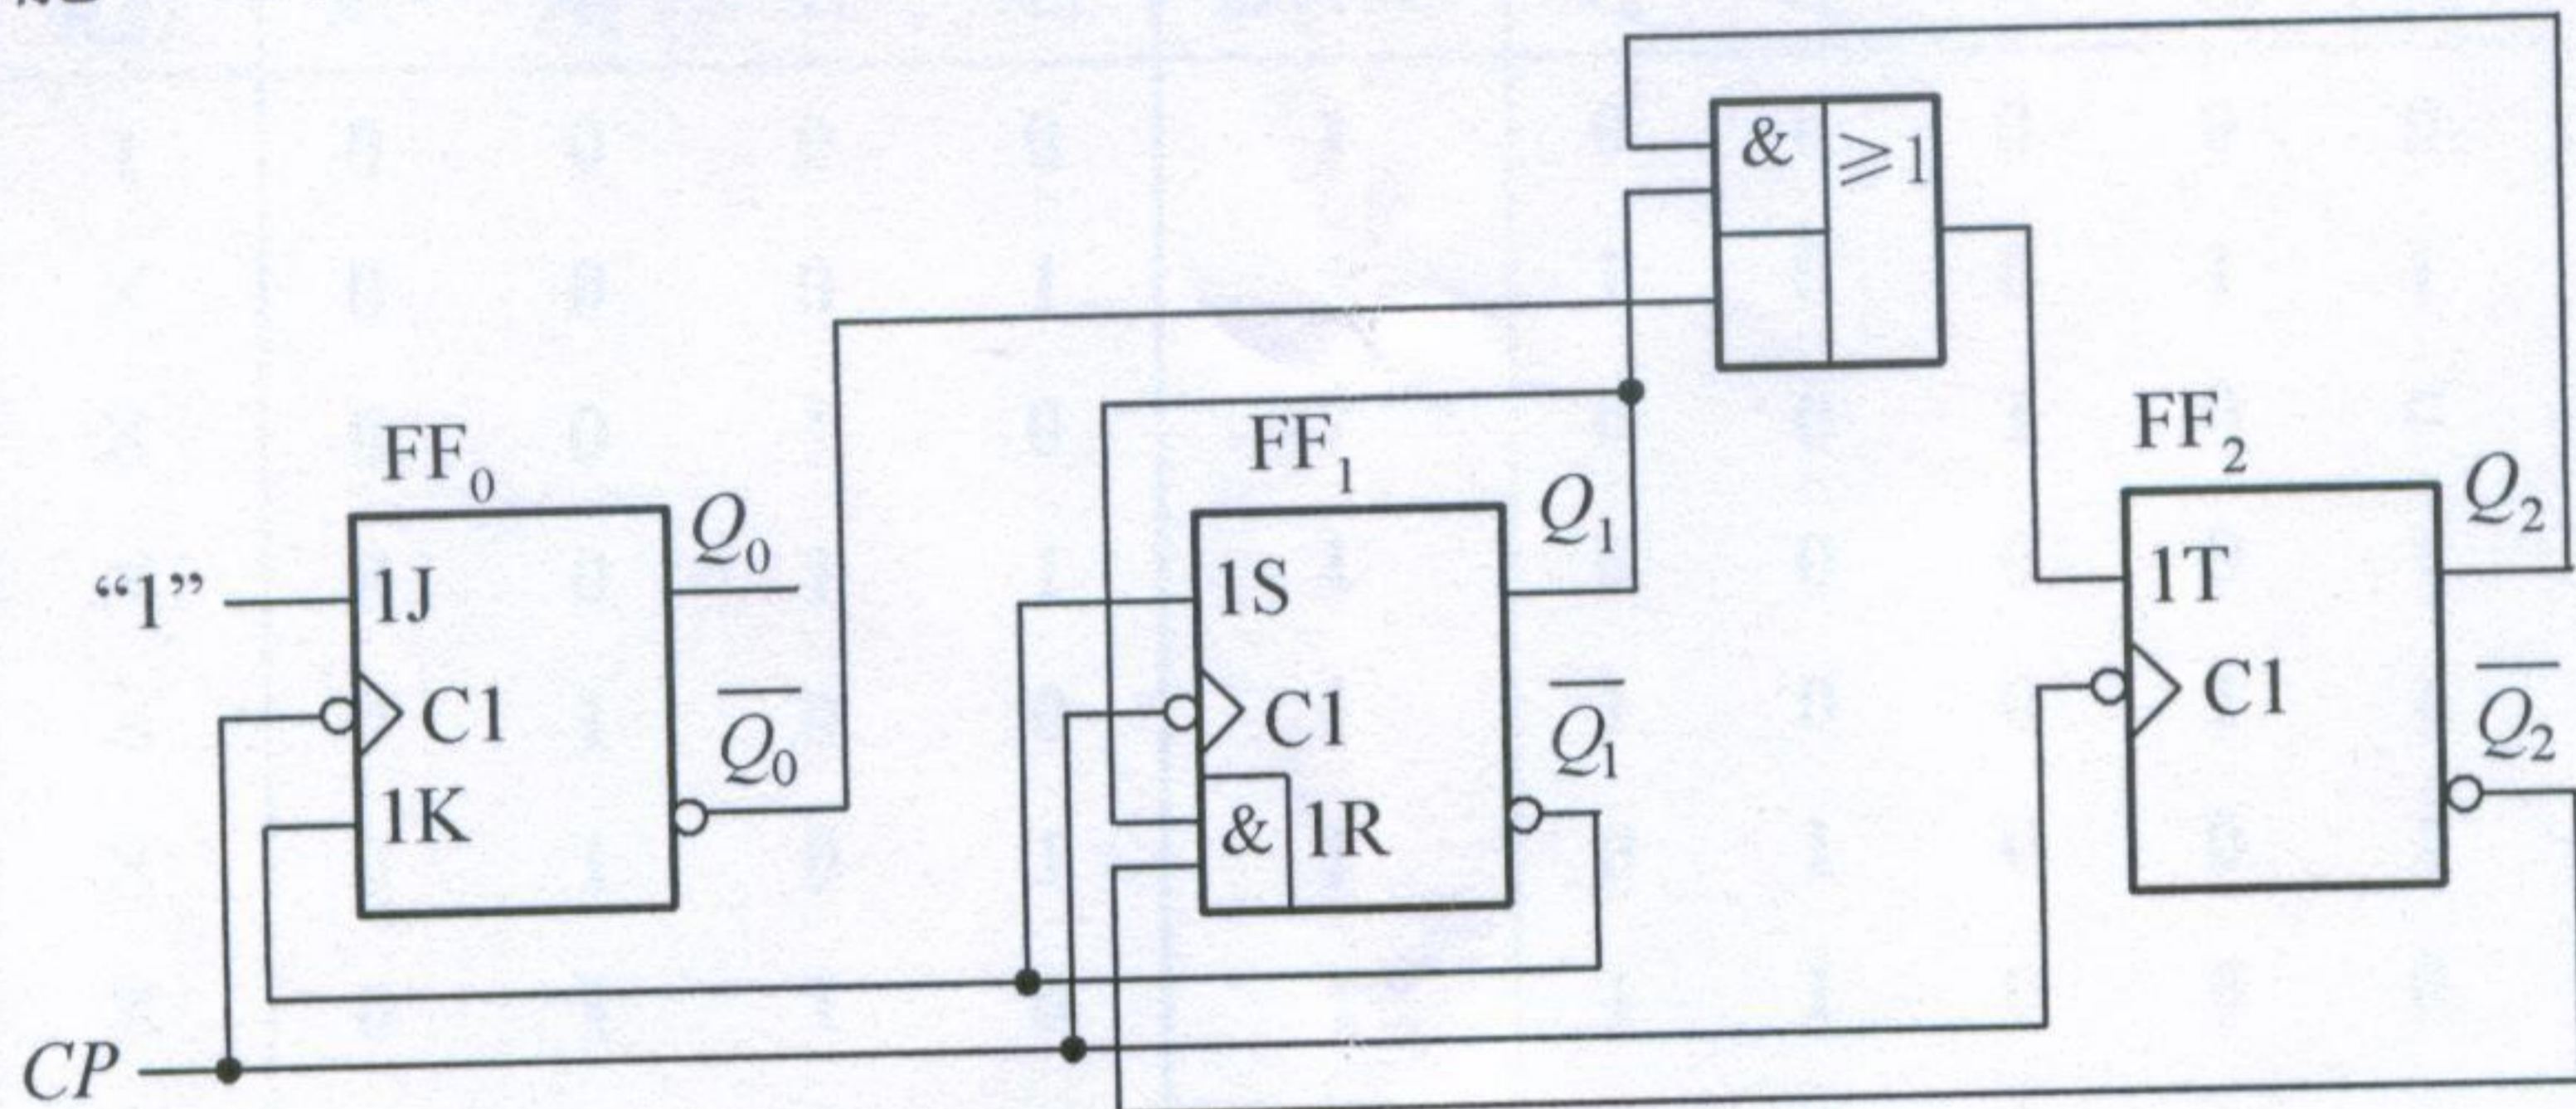 & ≥1
FF₀
FF₁
FF₂
Q₀
Q₁
Q₂
“1”
1J
1S
1T
C1
C1
C1
Q̅₀
Q̅₁
Q̅₂
1K
& 1R
CP